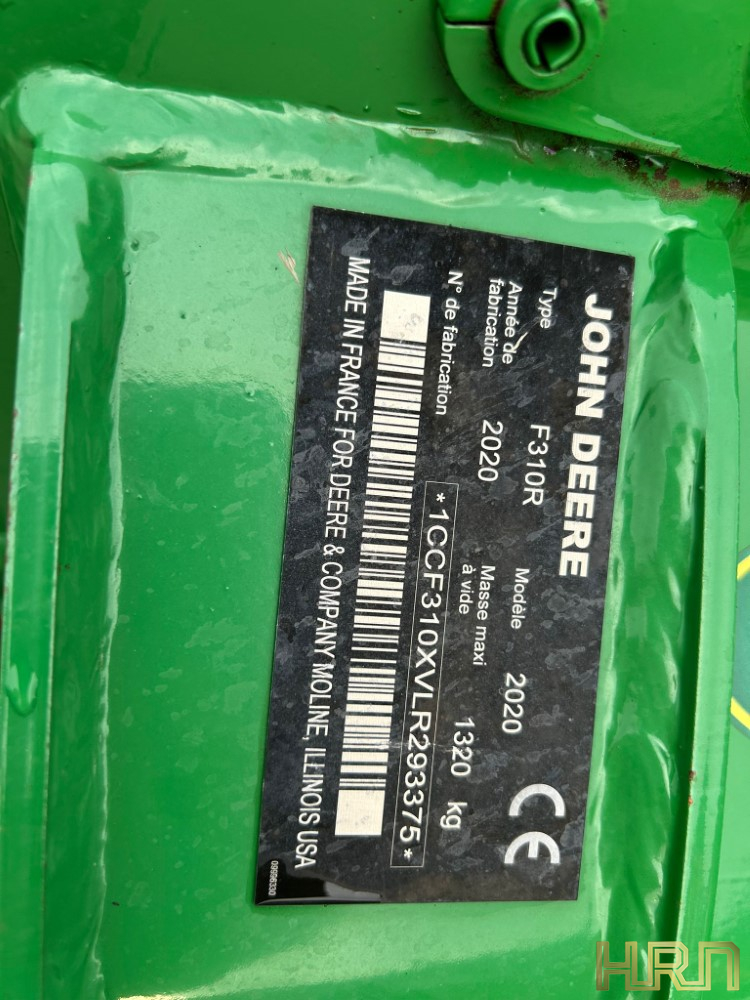 JOHN DEERE
Type F310R Modèle 2020
Année de fabrication 2020 Masse maxi à vide 1320 kg
N° de fabrication *1CCF310XVLR293375*
MADE IN FRANCE FOR DEERE & COMPANY MOLINE, ILLINOIS USA
09996330
HRN